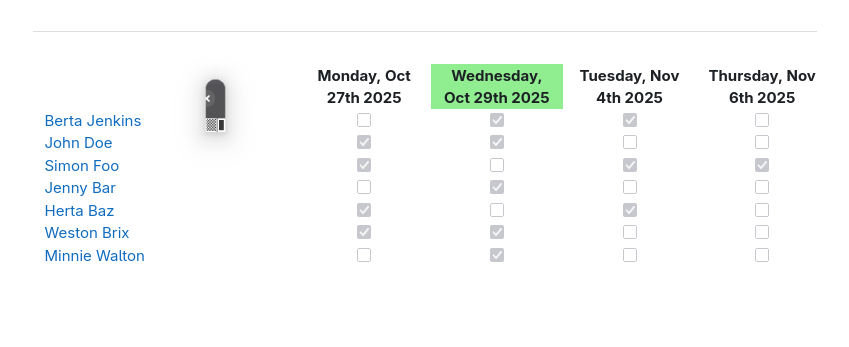 Monday, Oct Wednesday, Tuesday, Nov Thursday, Nov
27th 2025 Oct 29th 2025 4th 2025 6th 2025
Berta Jenkins
John Doe
Simon Foo
Jenny Bar
Herta Baz
Weston Brix
Minnie Walton